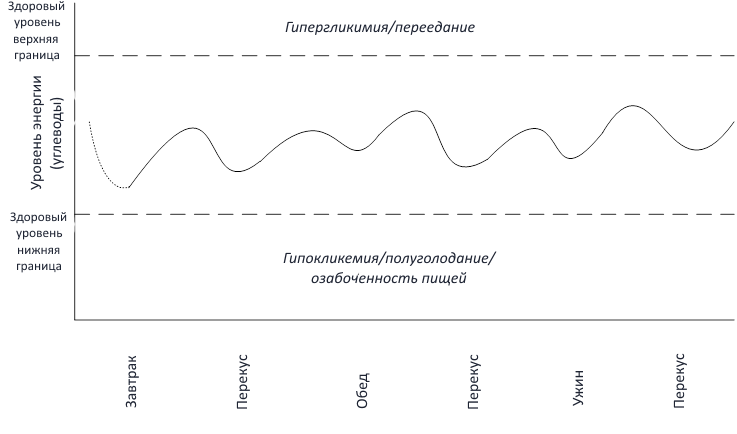 Здоровый
уровень
верхняя
граница
Гипергликимия/переедание
Уровень энергии
(углеводы)
Здоровый
уровень
нижняя
граница
Гипокликемия/полуголодание/
озабоченность пищей
Завтрак
Перекус
Обед
Перекус
Ужин
Перекус